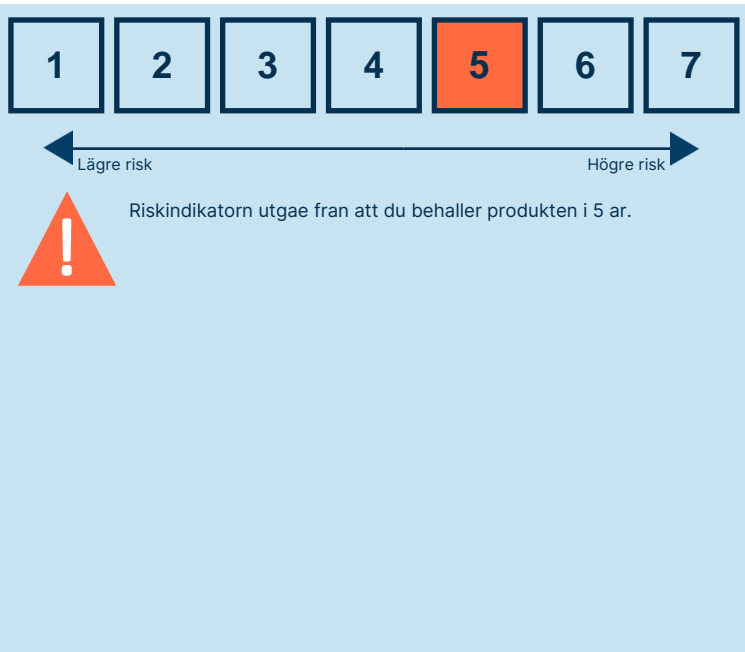 1 2 3 4 5 6 7
Lägre risk Högre risk
Riskindikatorn utgae fran att du behaller produkten i 5 ar.